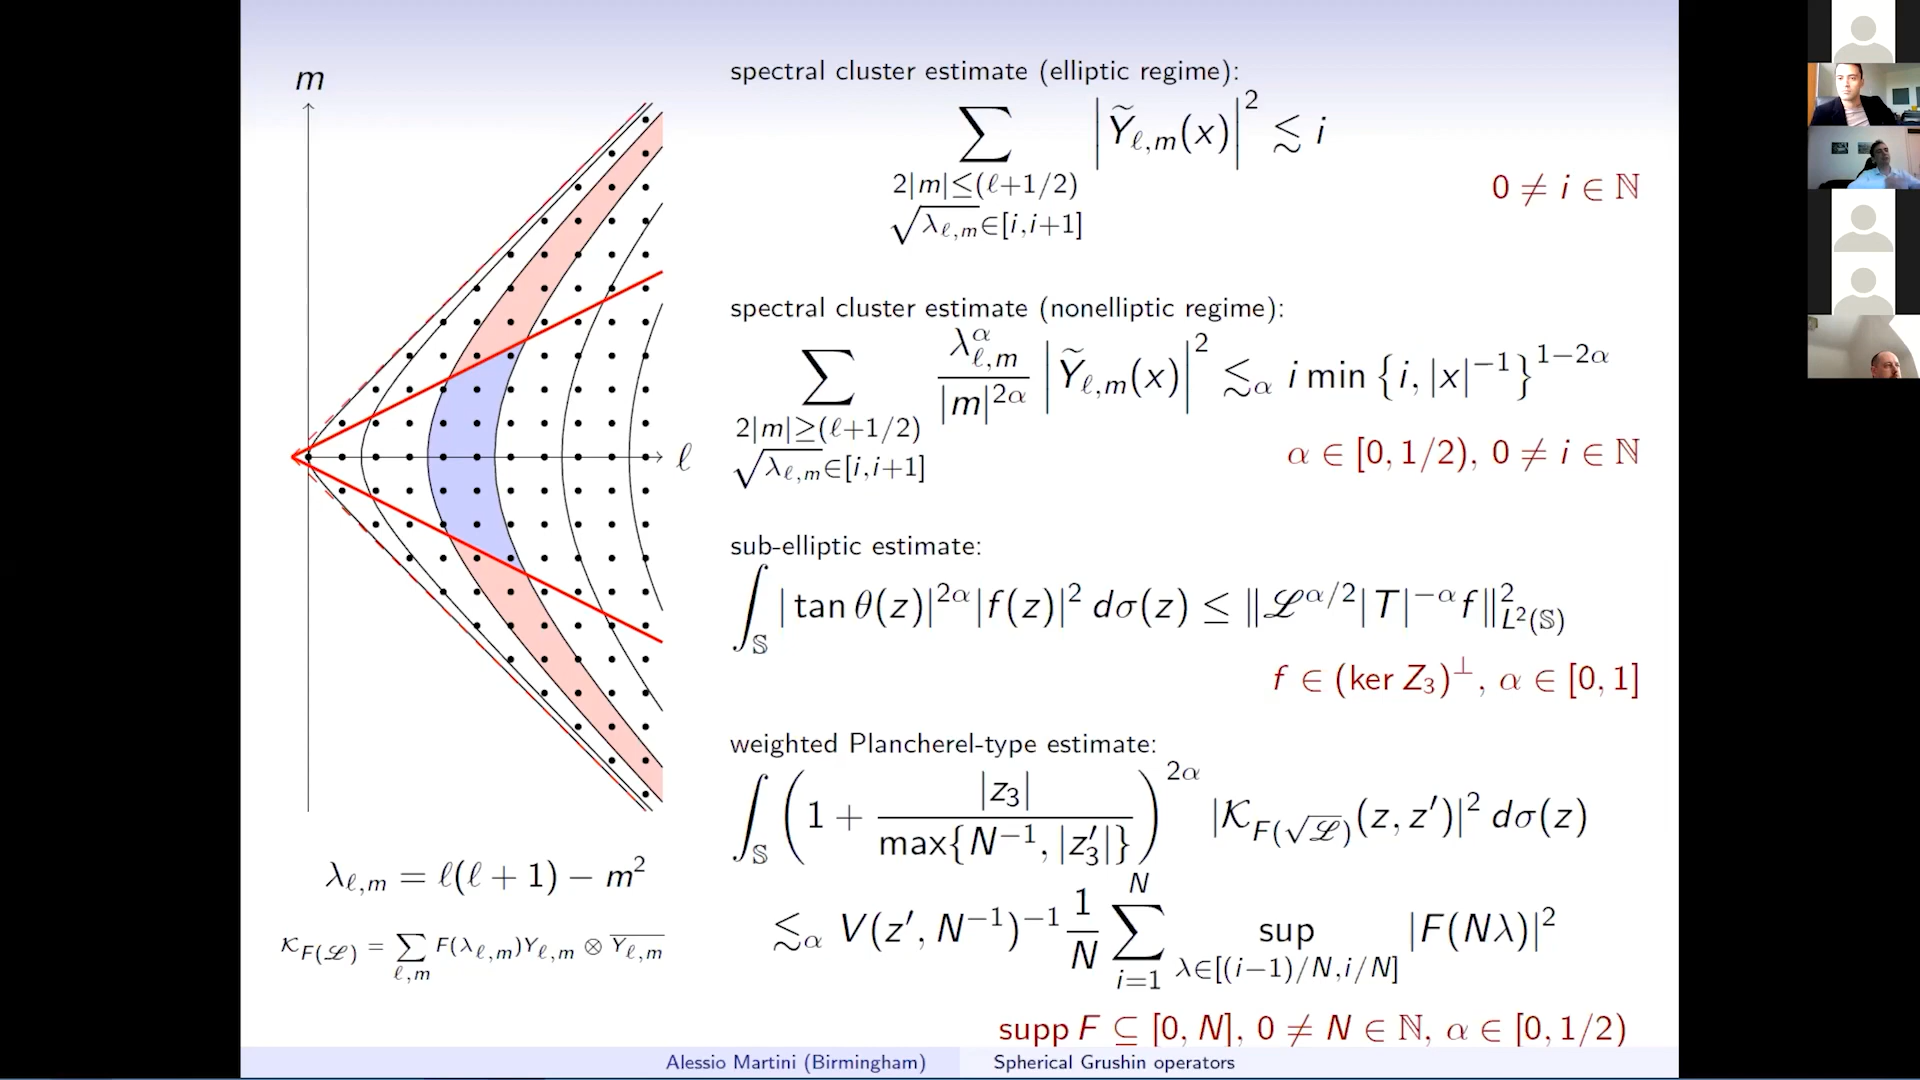 m
ℓ
λ_{ℓ,m} = ℓ(ℓ + 1) − m²
𝒦_{F(ℒ)} = ∑_{ℓ,m} F(λ_{ℓ,m})Y_{ℓ,m} ⊗ \overline{Y_{ℓ,m}}
spectral cluster estimate (elliptic regime):
∑_{2|m|≤(ℓ+1/2), √λ_{ℓ,m}∈[i,i+1]} |Ỹ_{ℓ,m}(x)|² ≲ i
0 ≠ i ∈ ℕ
spectral cluster estimate (nonelliptic regime):
∑_{2|m|≥(ℓ+1/2), √λ_{ℓ,m}∈[i,i+1]} \frac{λ^α_{ℓ,m}}{|m|^{2α}} |Ỹ_{ℓ,m}(x)|² ≲_α i min {i, |x|^{−1}}^{1−2α}
α ∈ [0, 1/2), 0 ≠ i ∈ ℕ
sub-elliptic estimate:
∫_𝕊 | tan θ(z)|^{2α}|f(z)|² dσ(z) ≤ ‖ℒ^{α/2}|T|^{−α}f‖²_{L²(𝕊)}
f ∈ (ker Z₃)^⊥, α ∈ [0, 1]
weighted Plancherel-type estimate:
∫_𝕊 (1 + \frac{|z₃|}{max{N^{−1}, |z′₃|}})^{2α} |𝒦_{F(√ℒ)}(z, z′)|² dσ(z)
≲_α V(z′, N^{−1})^{−1} \frac{1}{N} ∑_{i=1}^{N} sup_{λ∈[(i−1)/N,i/N]} |F(Nλ)|²
supp F ⊆ [0, N], 0 ≠ N ∈ ℕ, α ∈ [0, 1/2)
Alessio Martini (Birmingham)
Spherical Grushin operators